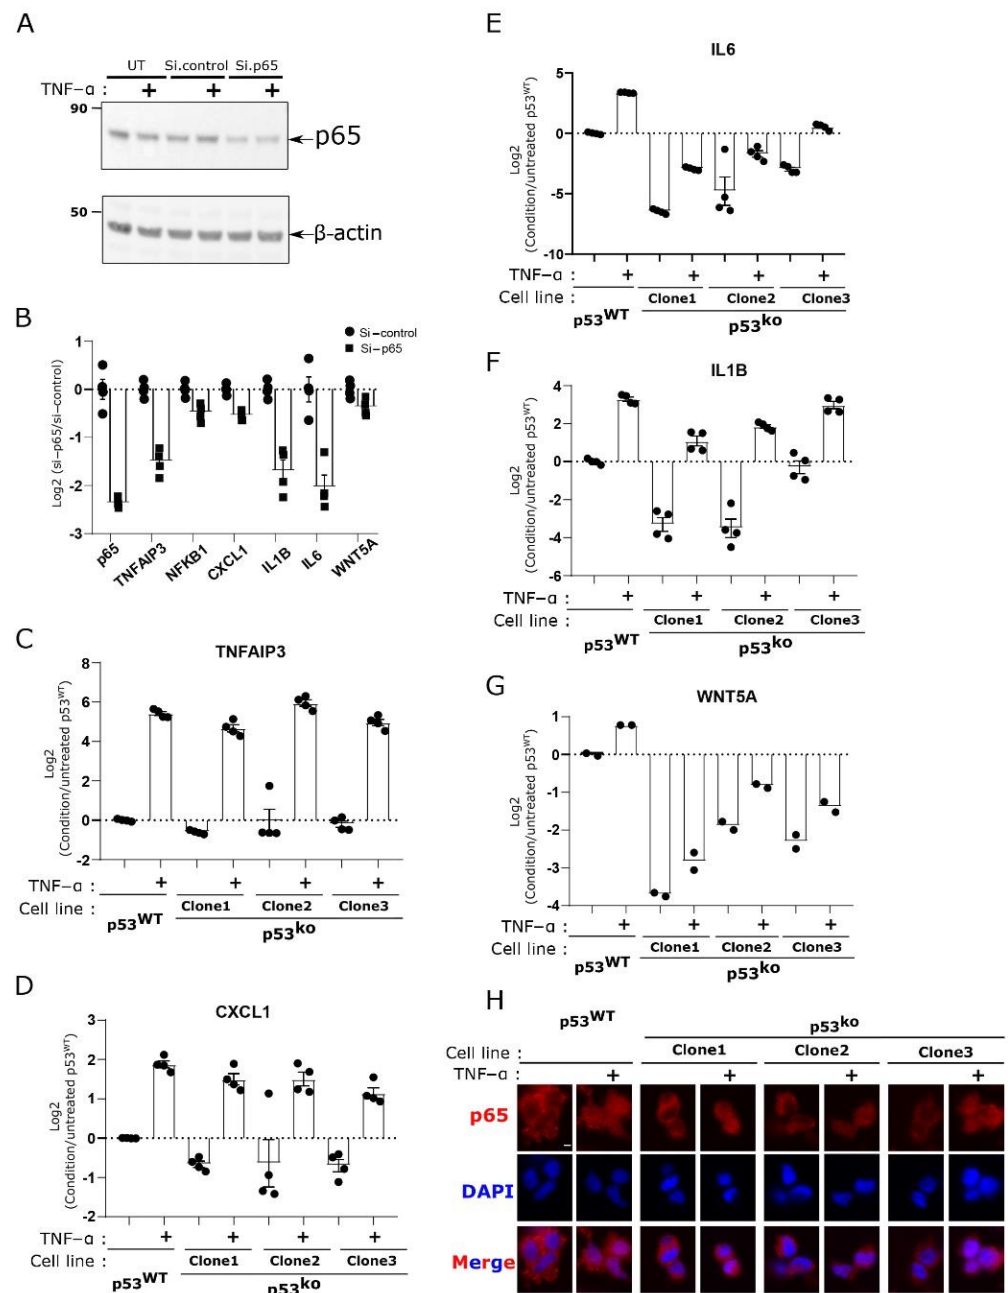 A
UT Si.control Si.p65
TNF-α : + + +
90
p65
50
β-actin
B
Si-control
Si-p65
Log2 (si-p65/si-control)
1
0
-1
-2
-3
p65 TNFAIP3 NFKB1 CXCL1 IL1B IL6 WNT5A
C
TNFAIP3
Log2
(Condition/untreated p53WT)
8
6
4
2
0
-2
TNF-α : + + + +
Cell line : Clone1 Clone2 Clone3
p53WT p53ko
D
CXCL1
Log2
(Condition/untreated p53WT)
3
2
1
0
-1
-2
TNF-α : + + + +
Cell line : Clone1 Clone2 Clone3
p53WT p53ko
E
IL6
Log2
(Condition/untreated p53WT)
5
0
-5
-10
TNF-α : + + + +
Cell line : Clone1 Clone2 Clone3
p53WT p53ko
F
IL1B
Log2
(Condition/untreated p53WT)
4
2
0
-2
-4
-6
TNF-α : + + + +
Cell line : Clone1 Clone2 Clone3
p53WT p53ko
G
WNT5A
Log2
(Condition/untreated p53WT)
1
0
-1
-2
-3
-4
TNF-α : + + + +
Cell line : Clone1 Clone2 Clone3
p53WT p53ko
H
p53WT p53ko
Cell line : Clone1 Clone2 Clone3
TNF-α : + + + +
p65
DAPI
Merge